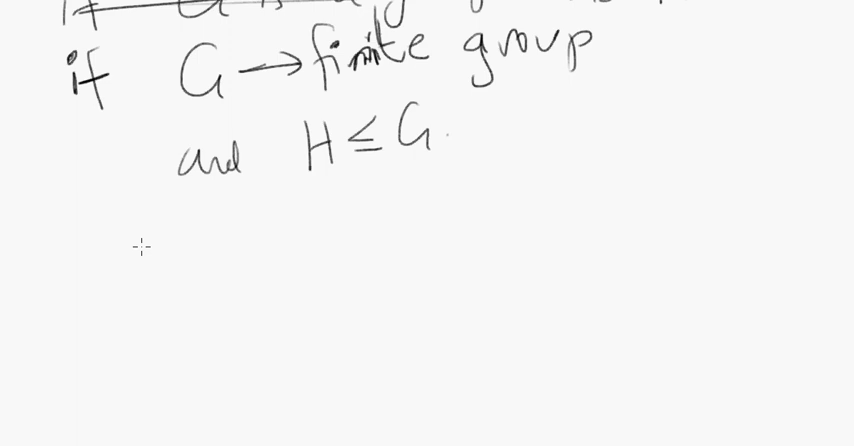 if G → finite group
and H ≤ G.